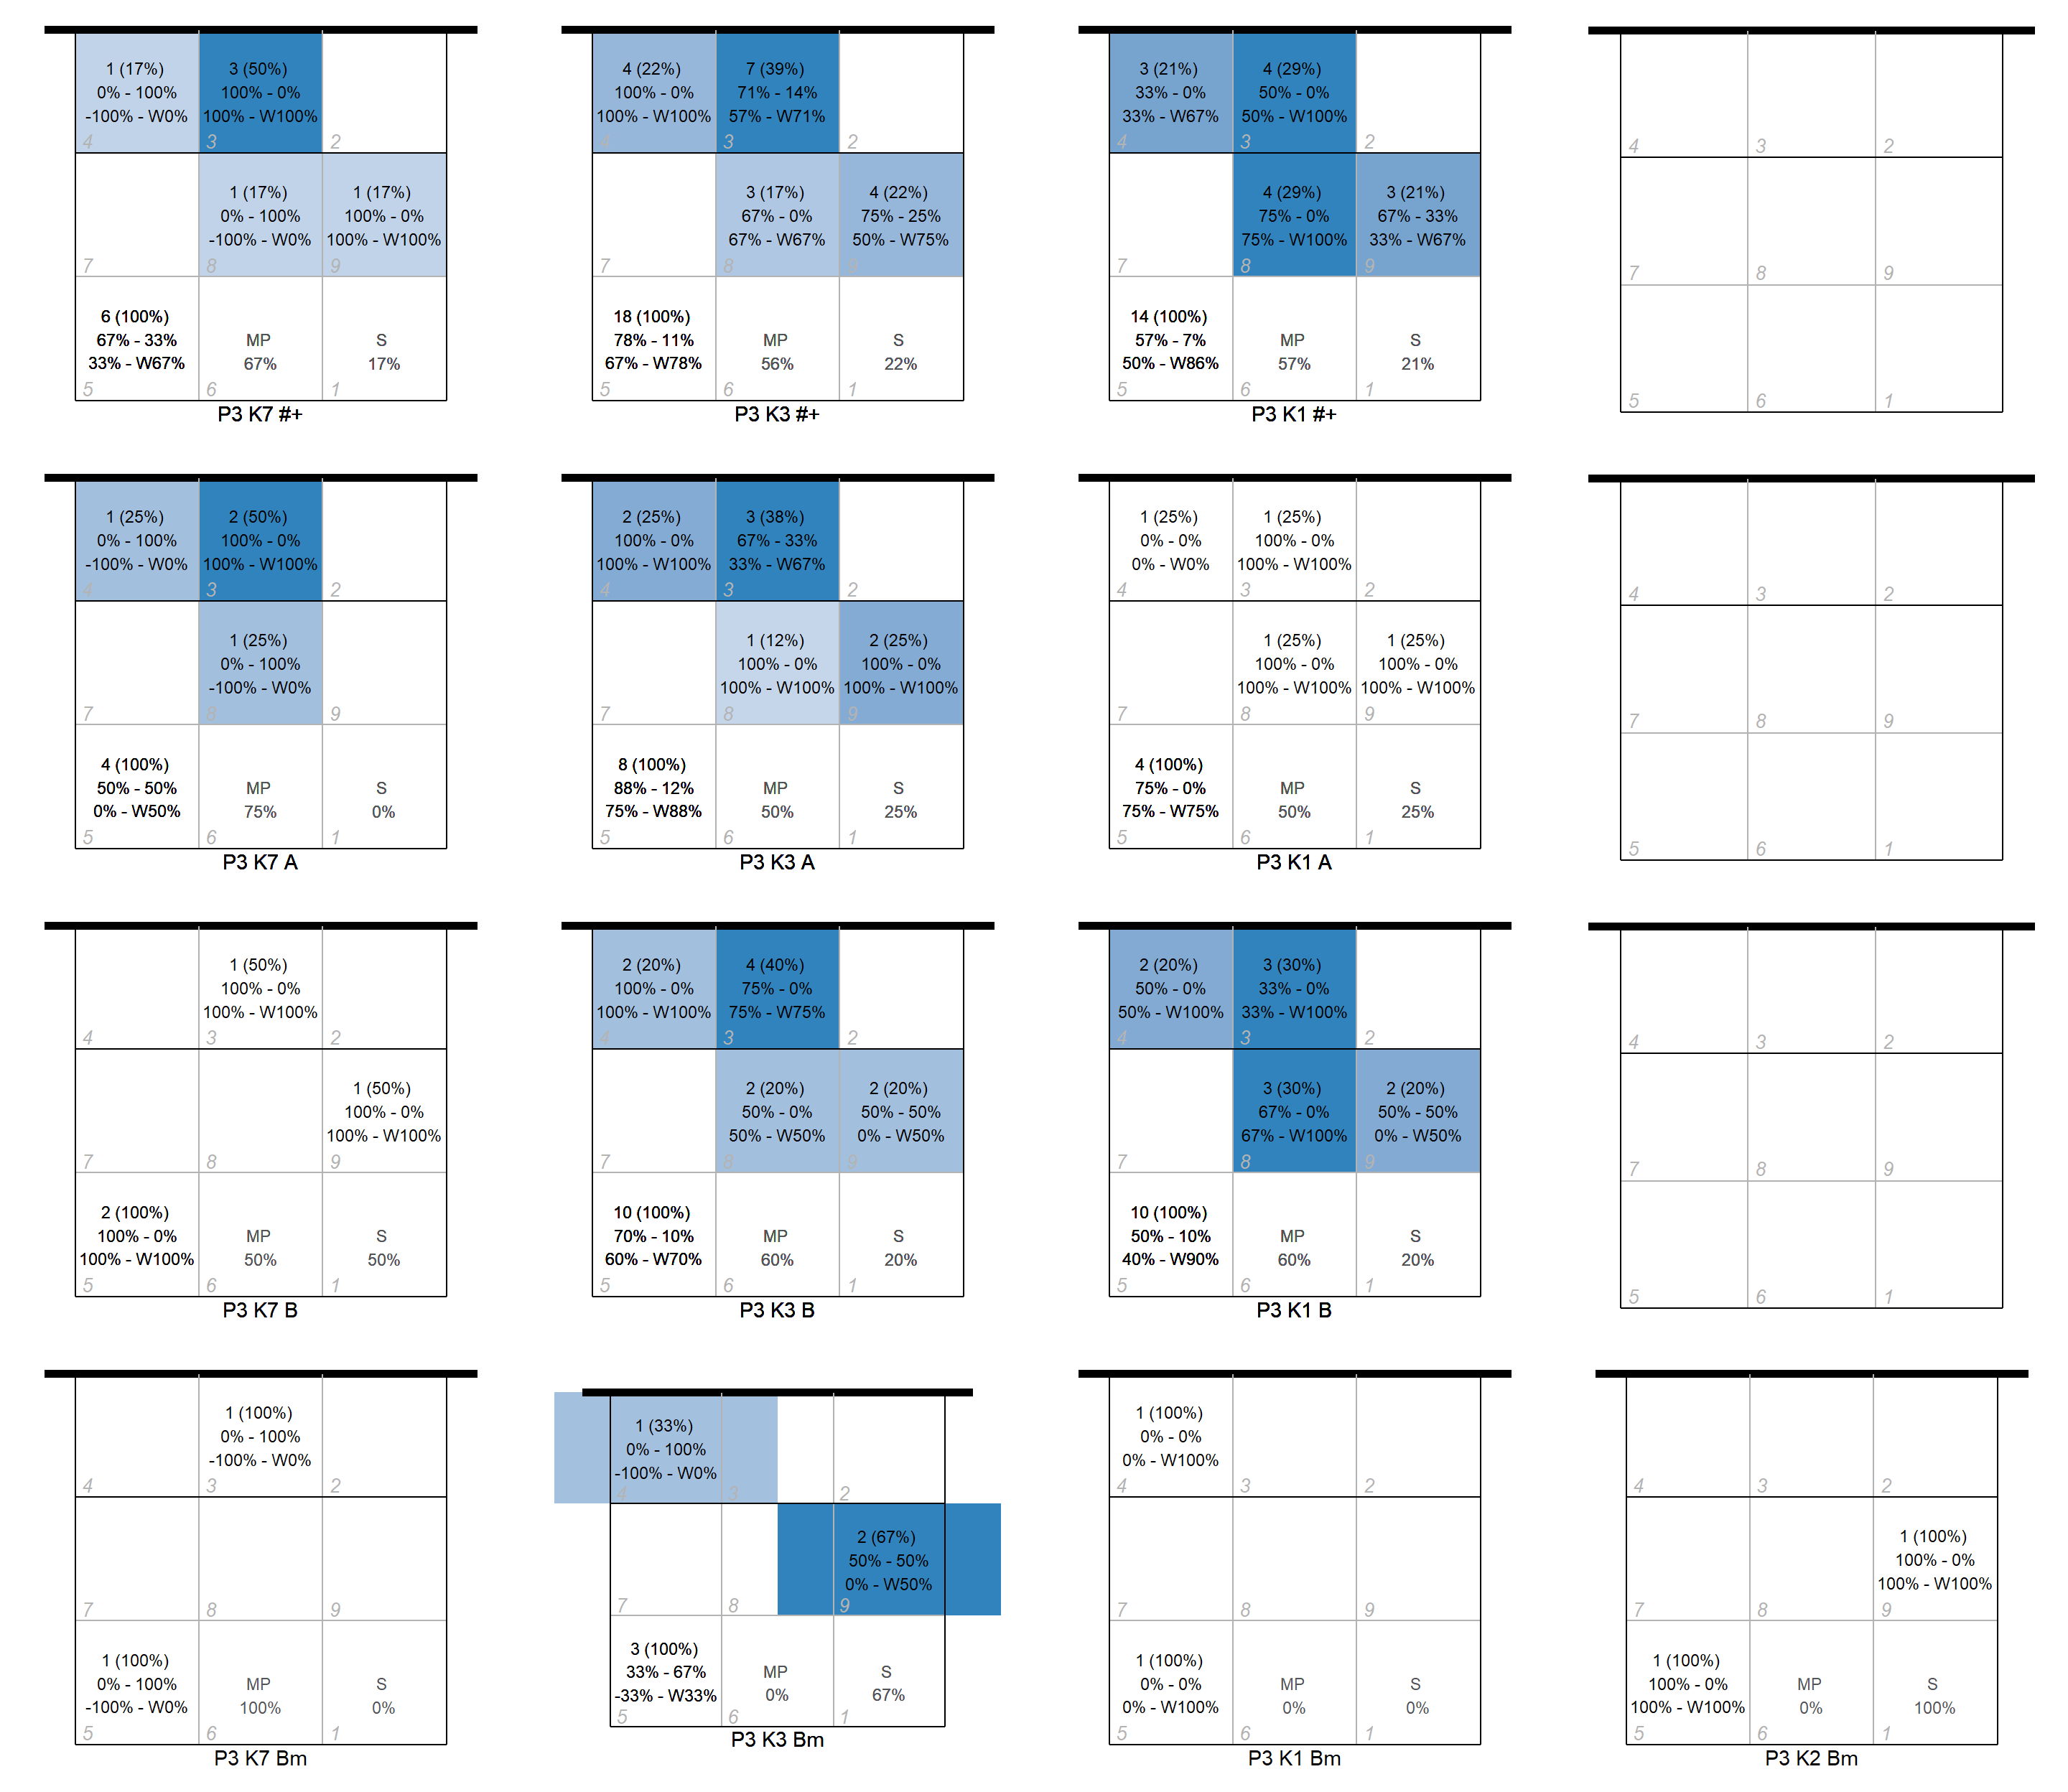 1 (17%)
0% - 100%
-100% - W0%
4
3 (50%)
100% - 0%
100% - W100%
3
2
7
1 (17%)
0% - 100%
-100% - W0%
8
1 (17%)
100% - 0%
100% - W100%
9
6 (100%)
67% - 33%
33% - W67%
5
MP
67%
6
S
17%
1
P3 K7 #+
4 (22%)
100% - 0%
100% - W100%
4
7 (39%)
71% - 14%
57% - W71%
3
2
7
3 (17%)
67% - 0%
67% - W67%
8
4 (22%)
75% - 25%
50% - W75%
9
18 (100%)
78% - 11%
67% - W78%
5
MP
56%
6
S
22%
1
P3 K3 #+
3 (21%)
33% - 0%
33% - W67%
4
4 (29%)
50% - 0%
50% - W100%
3
2
7
4 (29%)
75% - 0%
75% - W100%
8
3 (21%)
67% - 33%
33% - W67%
9
14 (100%)
57% - 7%
50% - W86%
5
MP
57%
6
S
21%
1
P3 K1 #+
4
3
2
7
8
9
5
6
1
1 (25%)
0% - 100%
-100% - W0%
4
2 (50%)
100% - 0%
100% - W100%
3
2
7
1 (25%)
0% - 100%
-100% - W0%
8
9
4 (100%)
50% - 50%
0% - W50%
5
MP
75%
6
S
0%
1
P3 K7 A
2 (25%)
100% - 0%
100% - W100%
4
3 (38%)
67% - 33%
33% - W67%
3
2
7
1 (12%)
100% - 0%
100% - W100%
8
2 (25%)
100% - 0%
100% - W100%
9
8 (100%)
88% - 12%
75% - W88%
5
MP
50%
6
S
25%
1
P3 K3 A
1 (25%)
0% - 0%
0% - W0%
4
1 (25%)
100% - 0%
100% - W100%
3
2
7
1 (25%)
100% - 0%
100% - W100%
8
1 (25%)
100% - 0%
100% - W100%
9
4 (100%)
75% - 0%
75% - W75%
5
MP
50%
6
S
25%
1
P3 K1 A
4
3
2
7
8
9
5
6
1
4
1 (50%)
100% - 0%
100% - W100%
3
2
7
8
1 (50%)
100% - 0%
100% - W100%
9
2 (100%)
100% - 0%
100% - W100%
5
MP
50%
6
S
50%
1
P3 K7 B
2 (20%)
100% - 0%
100% - W100%
4
4 (40%)
75% - 0%
75% - W75%
3
2
7
2 (20%)
50% - 0%
50% - W50%
8
2 (20%)
50% - 50%
0% - W50%
9
10 (100%)
70% - 10%
60% - W70%
5
MP
60%
6
S
20%
1
P3 K3 B
2 (20%)
50% - 0%
50% - W100%
4
3 (30%)
33% - 0%
33% - W100%
3
2
7
3 (30%)
67% - 0%
67% - W100%
8
2 (20%)
50% - 50%
0% - W50%
9
10 (100%)
50% - 10%
40% - W90%
5
MP
60%
6
S
20%
1
P3 K1 B
4
3
2
7
8
9
5
6
1
4
1 (100%)
0% - 100%
-100% - W0%
3
2
7
8
9
1 (100%)
0% - 100%
-100% - W0%
5
MP
100%
6
S
0%
1
P3 K7 Bm
1 (33%)
0% - 100%
-100% - W0%
4
3
2
7
8
2 (67%)
50% - 50%
0% - W50%
9
3 (100%)
33% - 67%
-33% - W33%
5
MP
0%
6
S
67%
1
P3 K3 Bm
1 (100%)
0% - 0%
0% - W100%
4
3
2
7
8
9
1 (100%)
0% - 0%
0% - W100%
5
MP
0%
6
S
0%
1
P3 K1 Bm
4
3
2
7
8
1 (100%)
100% - 0%
100% - W100%
9
1 (100%)
100% - 0%
100% - W100%
5
MP
0%
6
S
100%
1
P3 K2 Bm